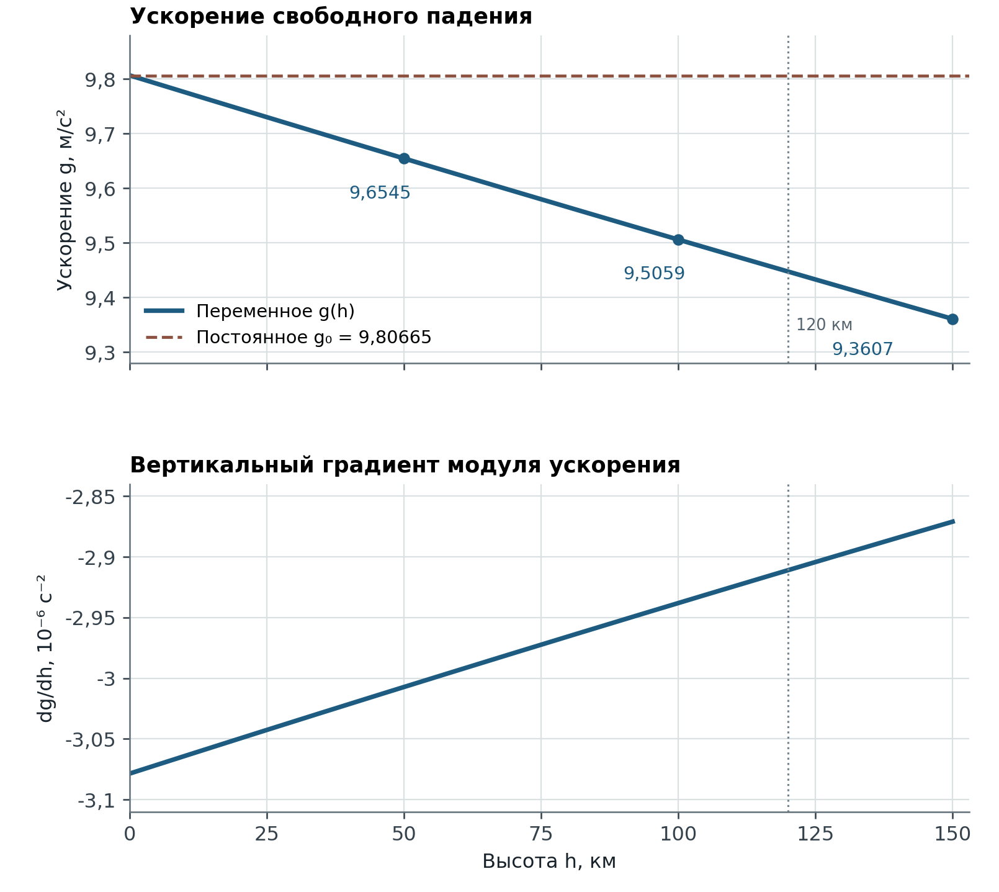 Ускорение свободного падения
Ускорение g, м/с²
9,8
9,7
9,6
9,5
9,4
9,3
9,6545
9,5059
9,3607
120 км
Переменное g(h)
Постоянное g₀ = 9,80665
Вертикальный градиент модуля ускорения
dg/dh, 10⁻⁶ с⁻²
-2,85
-2,9
-2,95
-3
-3,05
-3,1
0 25 50 75 100 125 150
Высота h, км